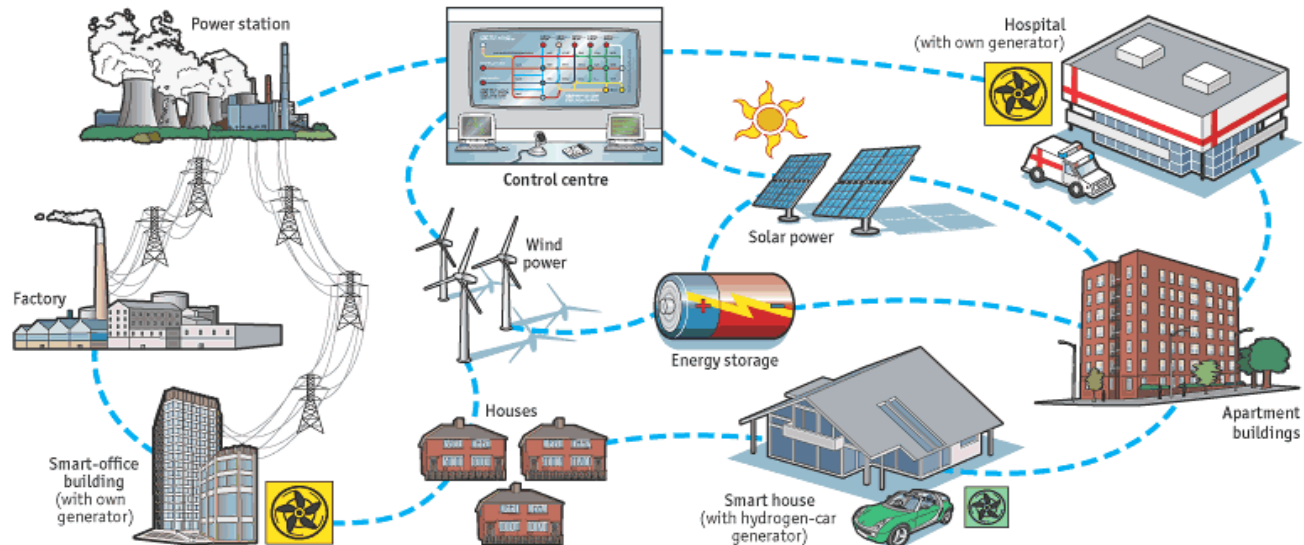 Power station
Control centre
Hospital
(with own generator)
Solar power
Wind
power
Factory
Energy storage
Apartment
buildings
Houses
Smart-office
building
(with own
generator)
Smart house
(with hydrogen-car
generator)